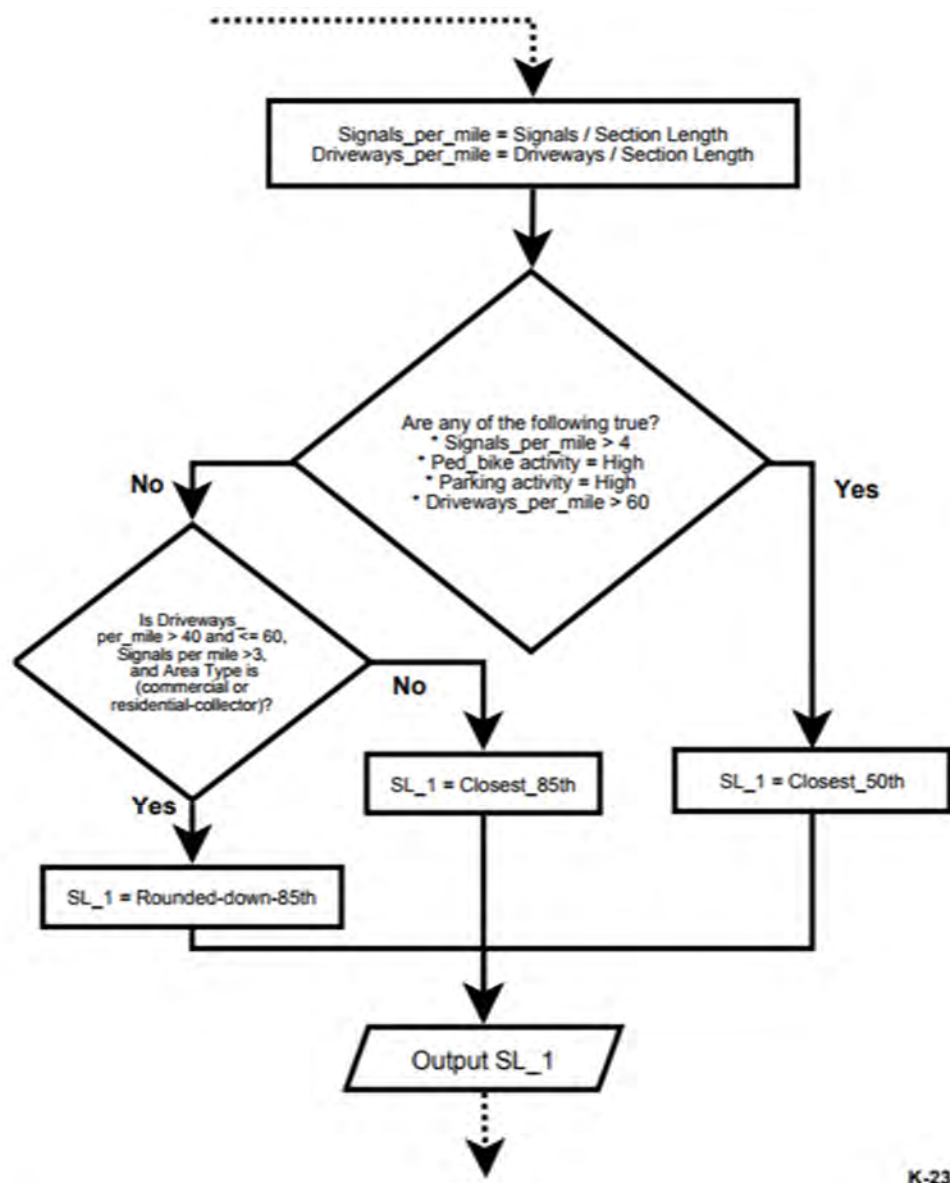 Signals_per_mile = Signals / Section Length
Driveways_per_mile = Driveways / Section Length
Are any of the following true?
* Signals_per_mile > 4
* Ped_bike activity = High
* Parking activity = High
* Driveways_per_mile > 60
No
Yes
Is Driveways_
per_mile > 40 and <= 60,
Signals per mile >3,
and Area Type is
(commercial or
residential-collector)?
No
Yes
SL_1 = Closest_85th
SL_1 = Closest_50th
SL_1 = Rounded-down-85th
Output SL_1
K-23